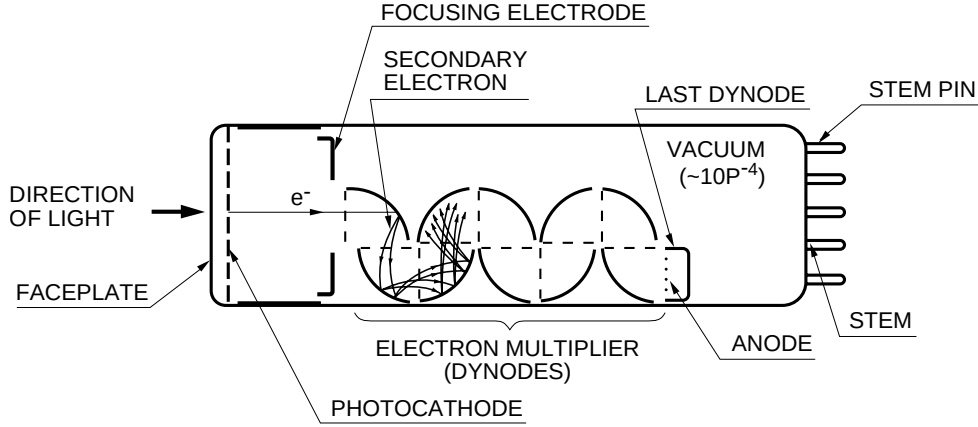 FOCUSING ELECTRODE
SECONDARY
ELECTRON
LAST DYNODE
STEM PIN
VACUUM
(~10P-4)
DIRECTION
OF LIGHT
e-
FACEPLATE
STEM
ANODE
ELECTRON MULTIPLIER
(DYNODES)
PHOTOCATHODE